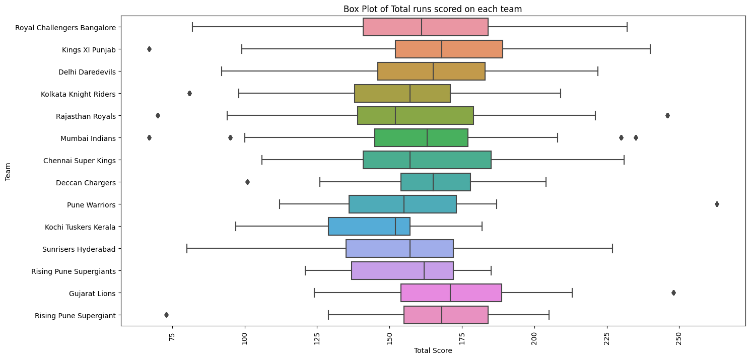 Box Plot of Total runs scored on each team
Team
Royal Challengers Bangalore
Kings XI Punjab
Delhi Daredevils
Kolkata Knight Riders
Rajasthan Royals
Mumbai Indians
Chennai Super Kings
Deccan Chargers
Pune Warriors
Kochi Tuskers Kerala
Sunrisers Hyderabad
Rising Pune Supergiants
Gujarat Lions
Rising Pune Supergiant
75
100
125
150
175
200
225
250
Total Score